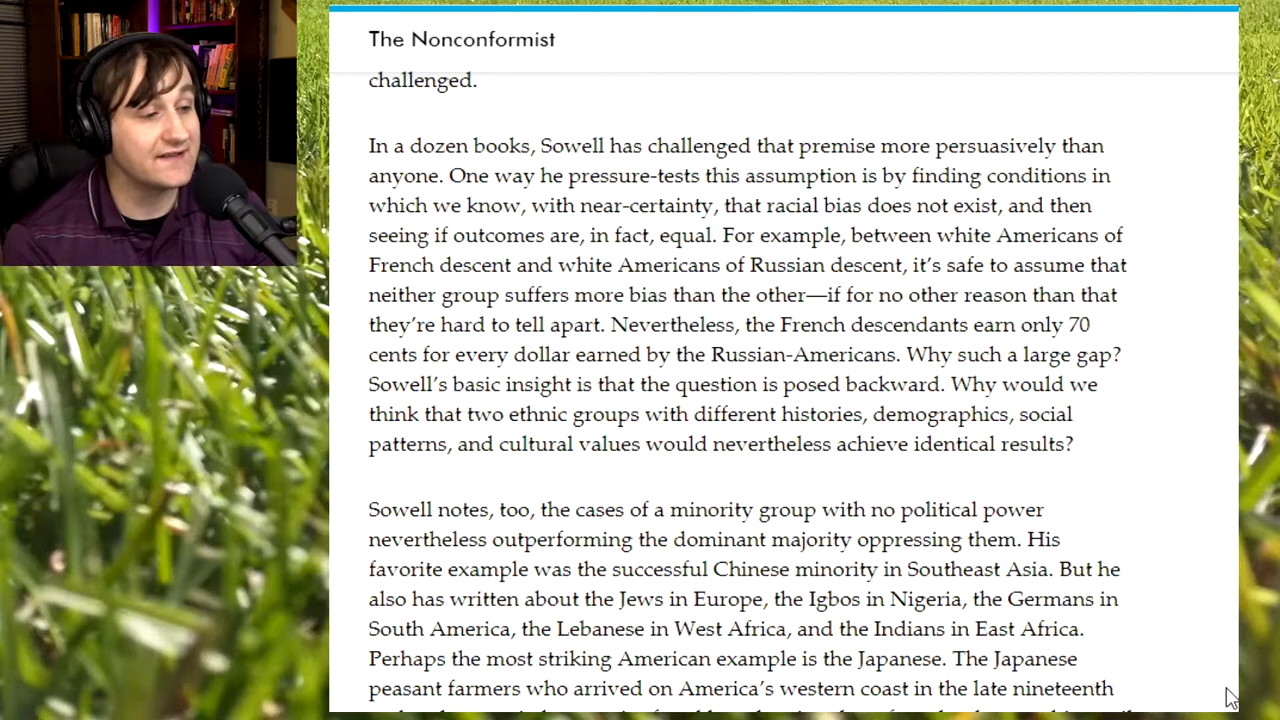 The Nonconformist
challenged.
In a dozen books, Sowell has challenged that premise more persuasively than
anyone. One way he pressure-tests this assumption is by finding conditions in
which we know, with near-certainty, that racial bias does not exist, and then
seeing if outcomes are, in fact, equal. For example, between white Americans of
French descent and white Americans of Russian descent, it’s safe to assume that
neither group suffers more bias than the other—if for no other reason than that
they’re hard to tell apart. Nevertheless, the French descendants earn only 70
cents for every dollar earned by the Russian-Americans. Why such a large gap?
Sowell’s basic insight is that the question is posed backward. Why would we
think that two ethnic groups with different histories, demographics, social
patterns, and cultural values would nevertheless achieve identical results?
Sowell notes, too, the cases of a minority group with no political power
nevertheless outperforming the dominant majority oppressing them. His
favorite example was the successful Chinese minority in Southeast Asia. But he
also has written about the Jews in Europe, the Igbos in Nigeria, the Germans in
South America, the Lebanese in West Africa, and the Indians in East Africa.
Perhaps the most striking American example is the Japanese. The Japanese
peasant farmers who arrived on America’s western coast in the late nineteenth